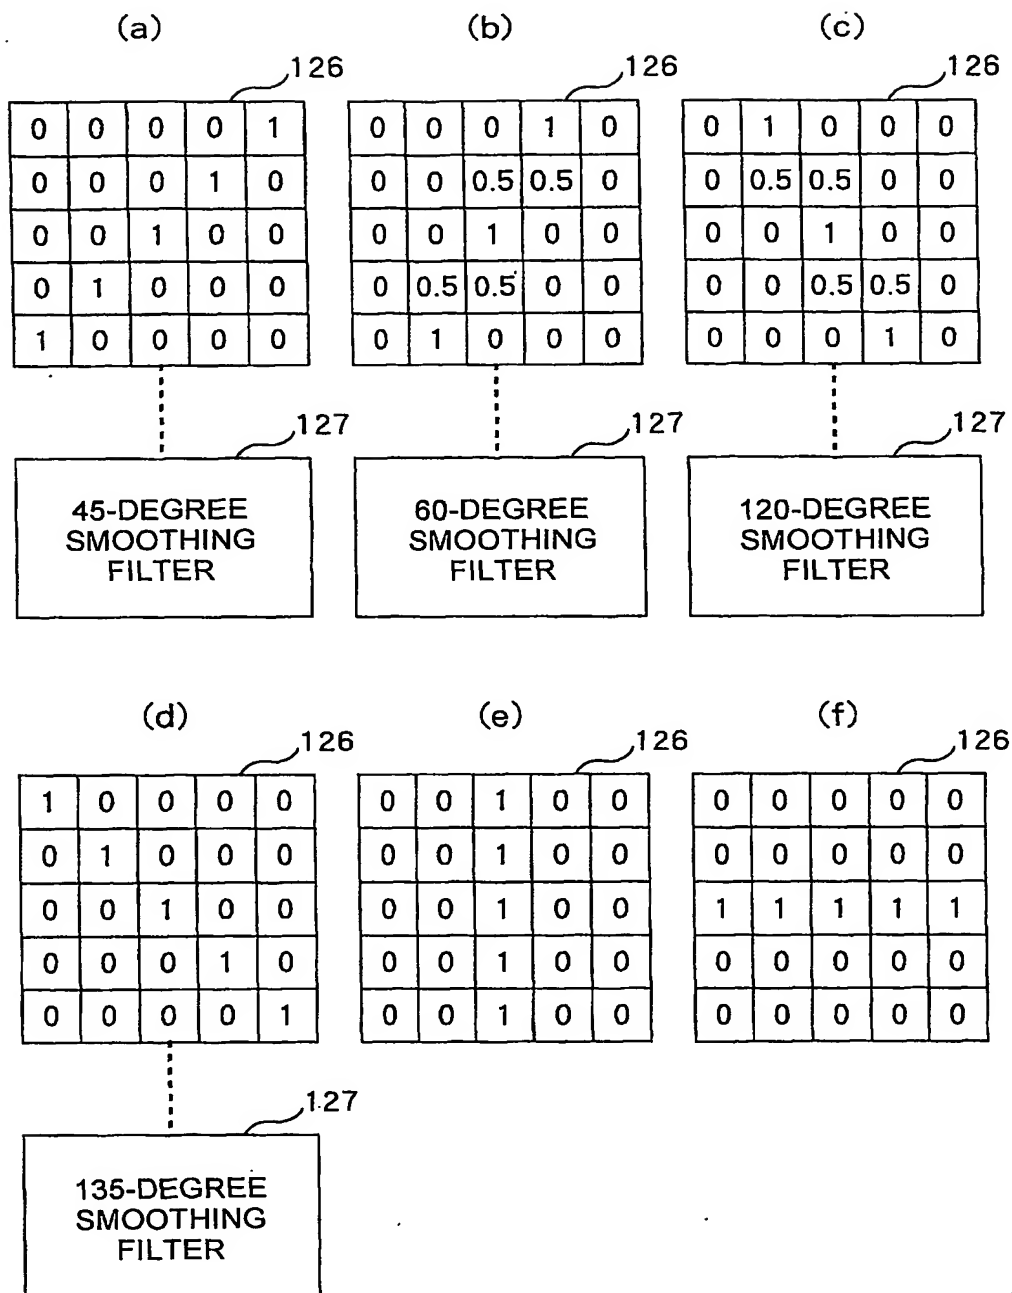 (a) (b) (c)
126 126 126
0 0 0 0 1 0 0 0 1 0 0 1 0 0 0
0 0 0 1 0 0 0 0.5 0.5 0 0 0.5 0.5 0 0
0 0 1 0 0 0 0 1 0 0 0 0 1 0 0
0 1 0 0 0 0 0.5 0.5 0 0 0 0 0.5 0.5 0
1 0 0 0 0 0 1 0 0 0 0 0 0 1 0
127 127 127
45-DEGREE 60-DEGREE 120-DEGREE
SMOOTHING SMOOTHING SMOOTHING
FILTER FILTER FILTER
(d) (e) (f)
126 126 126
1 0 0 0 0 0 0 1 0 0 0 0 0 0 0
0 1 0 0 0 0 0 1 0 0 0 0 0 0 0
0 0 1 0 0 0 0 1 0 0 1 1 1 1 1
0 0 0 1 0 0 0 1 0 0 0 0 0 0 0
0 0 0 0 1 0 0 1 0 0 0 0 0 0 0
127
135-DEGREE
SMOOTHING
FILTER